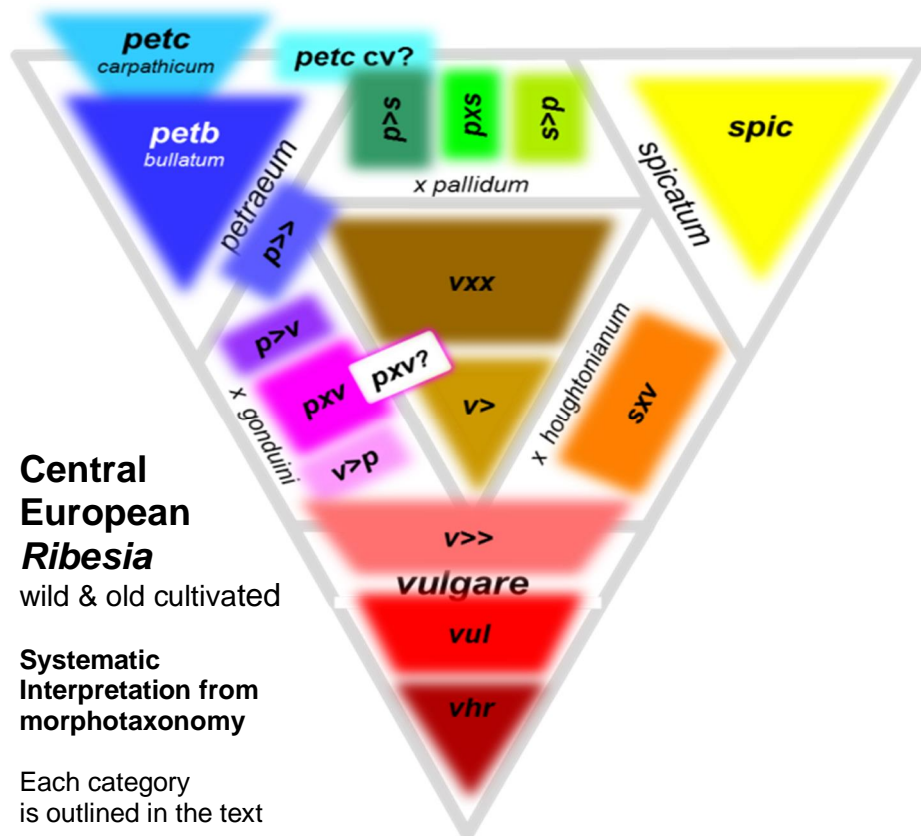 petc
carpathicum
petc cv?
petb
bullatum
petraeum
p>s
pxs
s>p
x pallidum
spic
spicatum
p>>
vxx
p>v
pxv
pxv?
v>p
x gonduini
v>
x houghtonianum
sxv
v>>
vulgare
vul
vhr
Central
European
Ribesia
wild & old cultivated
Systematic
Interpretation from
morphotaxonomy
Each category
is outlined in the text